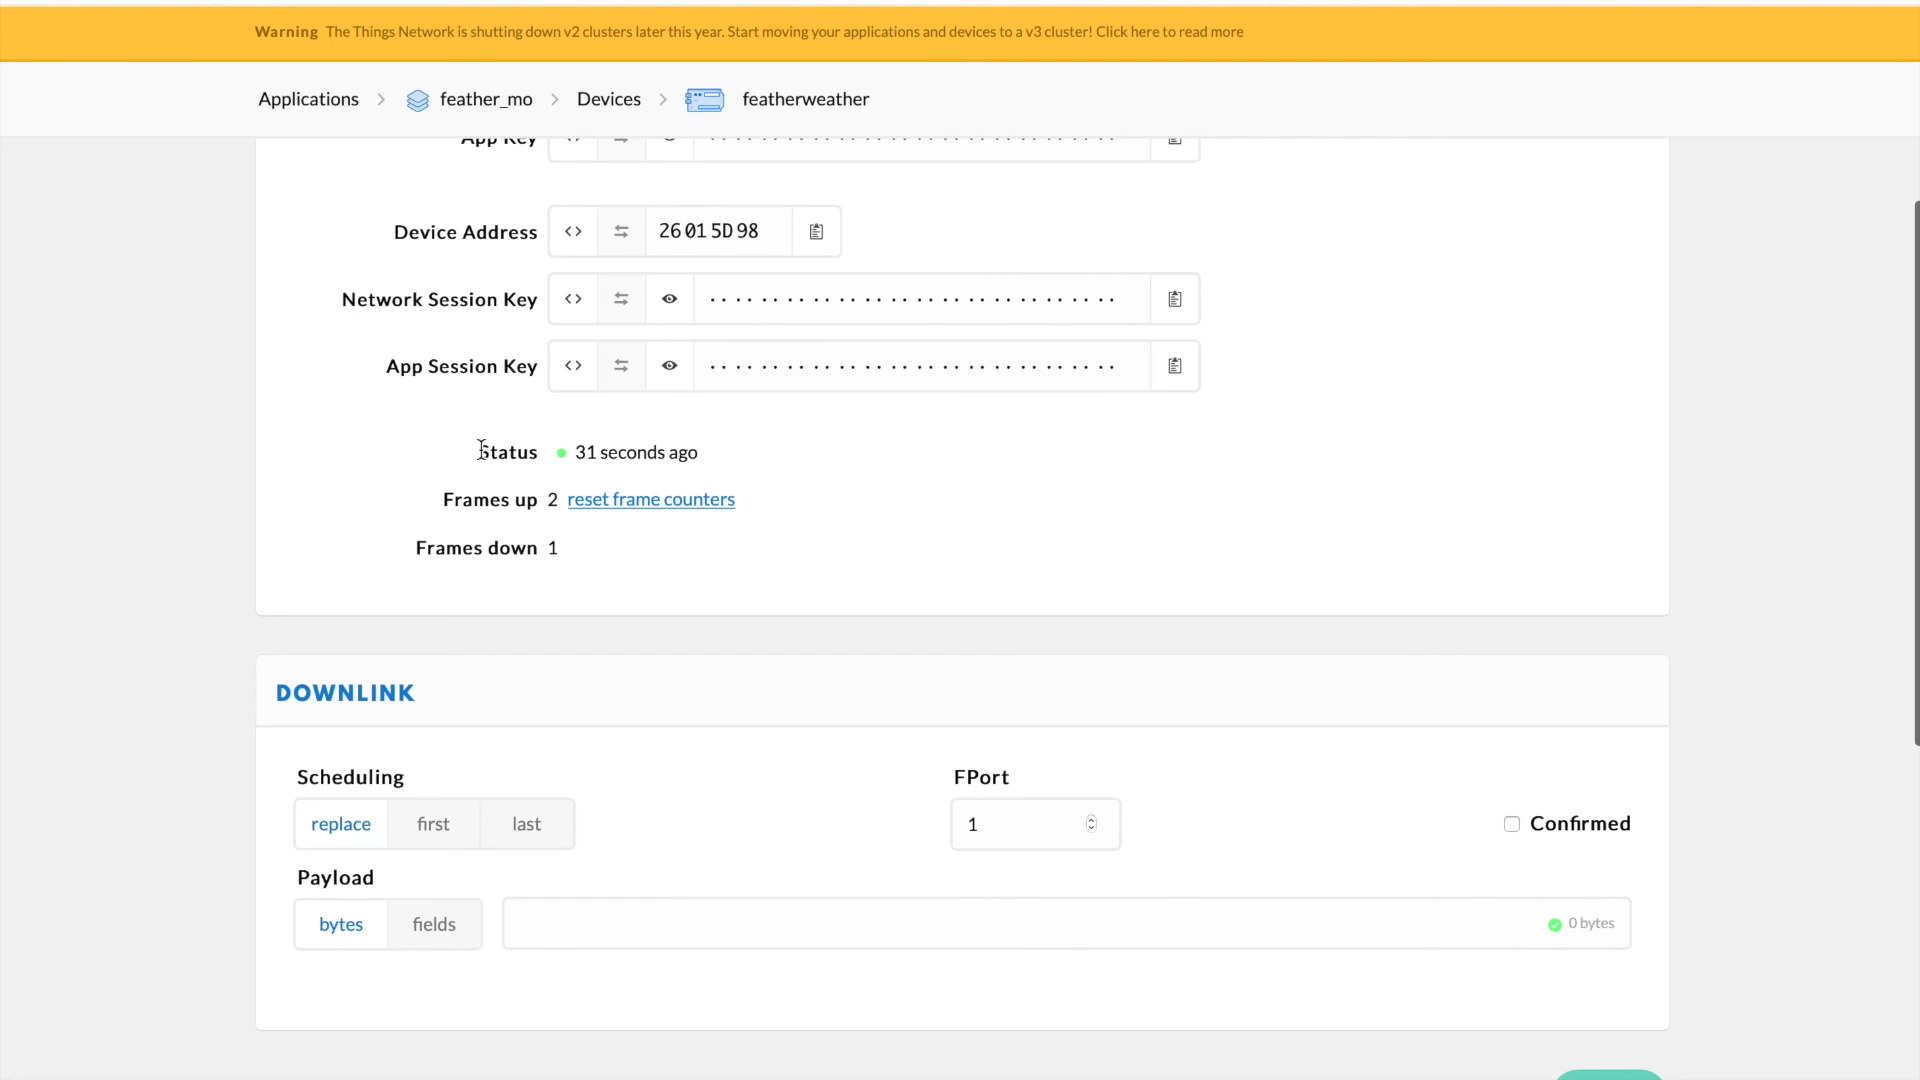 Warning The Things Network is shutting down v2 clusters later this year. Start moving your applications and devices to a v3 cluster! Click here to read more
Applications > feather_mo > Devices > featherweather
App Key
Device Address <> 26 01 5D 98
Network Session Key <>
App Session Key <>
Status 31 seconds ago
Frames up 2 reset frame counters
Frames down 1
DOWNLINK
Scheduling FPort
replace first last 1 Confirmed
Payload
bytes fields 0 bytes